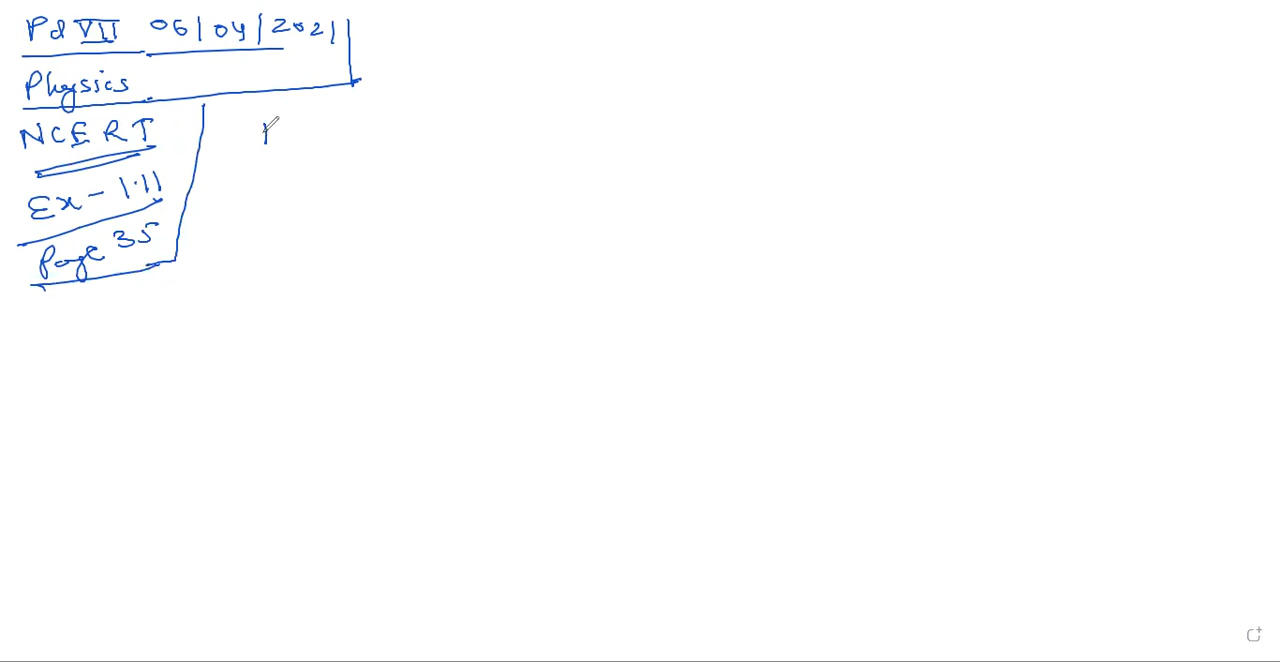 Pd VII 06/04/2021
Physics
NCERT
Ex - 1.11
Page 35